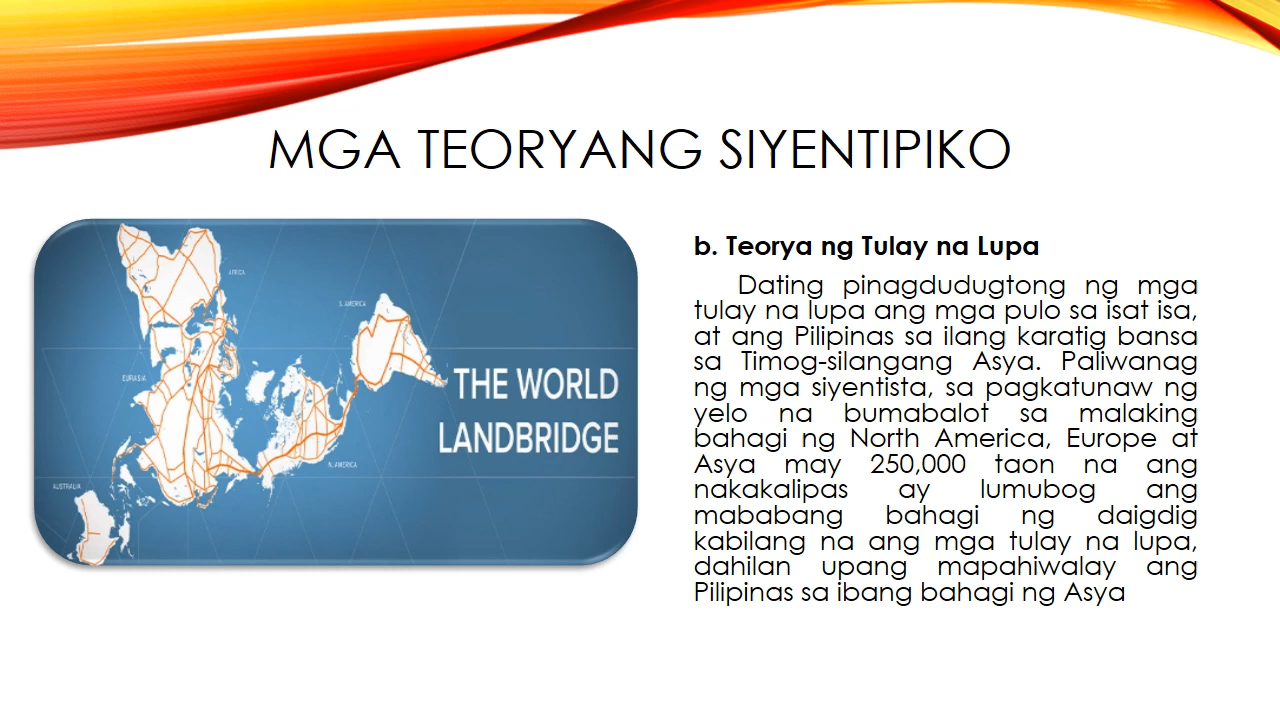 MGA TEORYANG SIYENTIPIKO
AFRICA
S. AMERICA
EURASIA
THE WORLD
LANDBRIDGE
N. AMERICA
AUSTRALIA
b. Teorya ng Tulay na Lupa
Dating pinagdudugtong ng mga
tulay na lupa ang mga pulo sa isat isa,
at ang Pilipinas sa ilang karatig bansa
sa Timog-silangang Asya. Paliwanag
ng mga siyentista, sa pagkatunaw ng
yelo na bumabalot sa malaking
bahagi ng North America, Europe at
Asya may 250,000 taon na ang
nakakalipas ay lumubog ang
mababang bahagi ng daigdig
kabilang na ang mga tulay na lupa,
dahilan upang mapahiwalay ang
Pilipinas sa ibang bahagi ng Asya